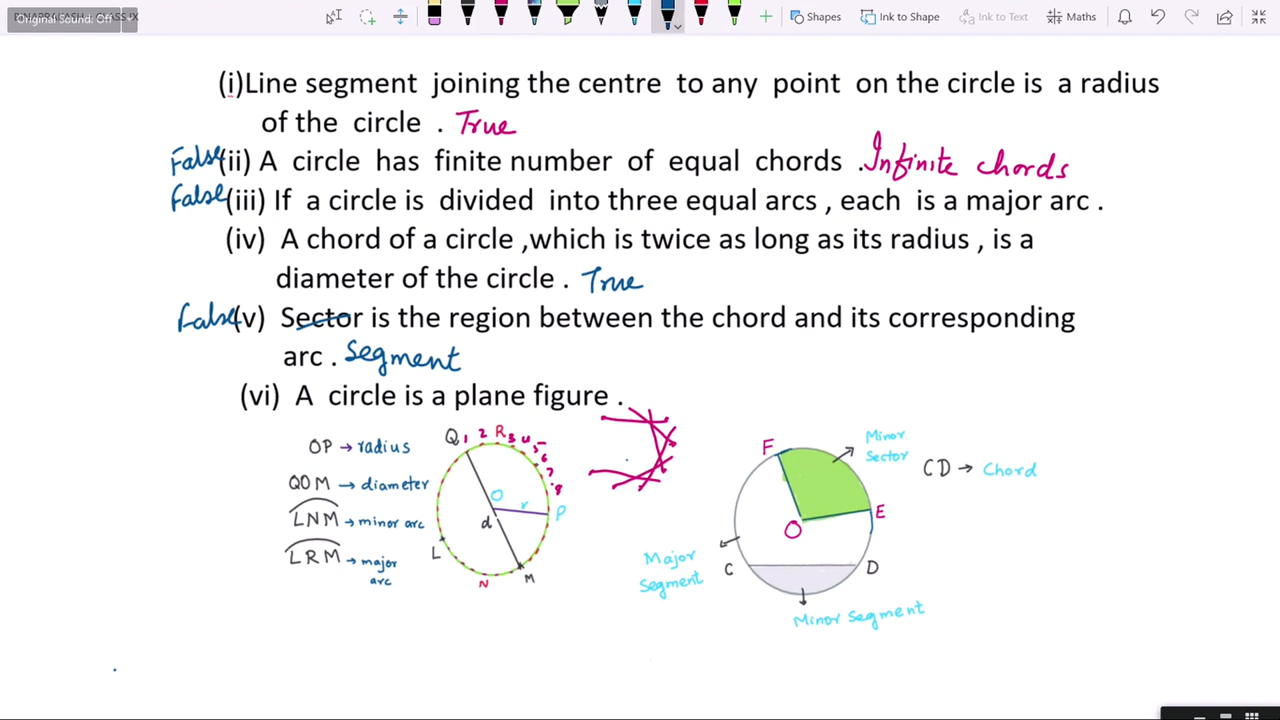 Original Sound: Off
Shapes
Ink to Shape
Ink to Text
Maths
(i)Line segment joining the centre to any point on the circle is a radius
of the circle . True
False (ii) A circle has finite number of equal chords . Infinite chords
False (iii) If a circle is divided into three equal arcs , each is a major arc .
(iv) A chord of a circle ,which is twice as long as its radius , is a
diameter of the circle . True
False (v) Sector is the region between the chord and its corresponding
arc . Segment
(vi) A circle is a plane figure .
OP → radius
QOM → diameter
LNM → minor arc
LRM → major
arc
Q 1 2 R 3 4 5
6
7
8
O
r P
d
L
N M
F
Minor
Sector
CD → Chord
E
O
Major
Segment
C D
Minor Segment